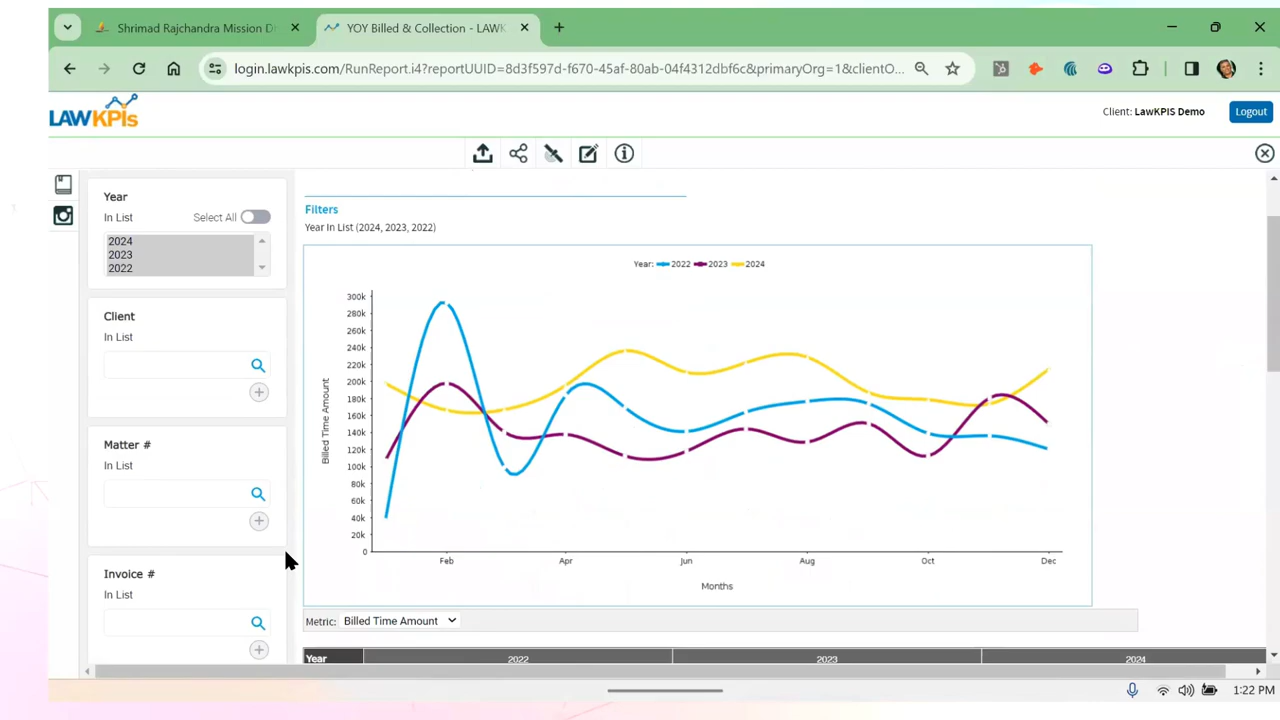 Shrimad Rajchandra Mission D
YOY Billed & Collection - LAWK
login.lawkpis.com/RunReport.i4?reportUUID=8d3f597d-f670-45af-80ab-04f4312dbf6c&primaryOrg=1&clientO...
LAWKPIs
Client: LawKPIS Demo
Logout
Year
In List
Select All
2024
2023
2022
Client
In List
Matter #
In List
Invoice #
In List
Filters
Year In List (2024, 2023, 2022)
Year: 2022 2023 2024
300k
280k
260k
240k
220k
200k
180k
160k
140k
120k
100k
80k
60k
40k
20k
0
Billed Time Amount
Feb Apr Jun Aug Oct Dec
Months
Metric: Billed Time Amount
Year 2022 2023 2024
1:22 PM